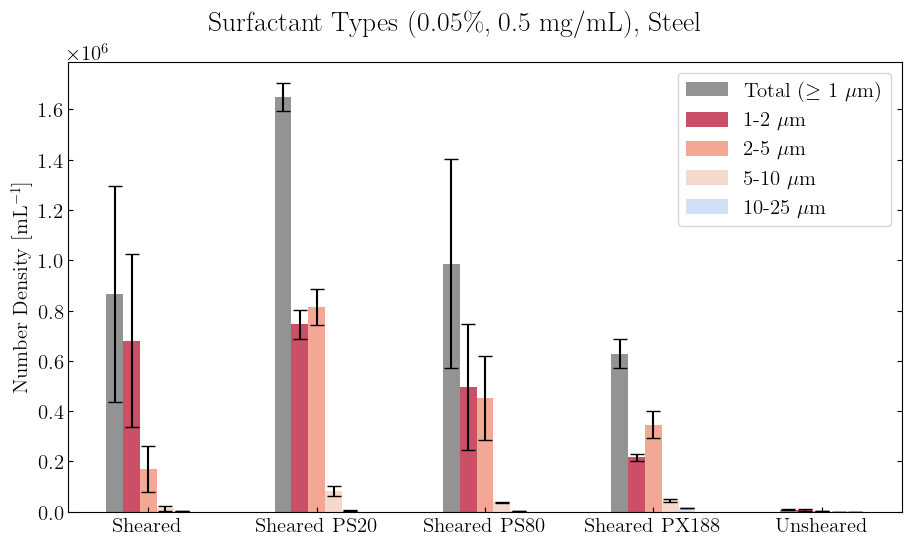 Surfactant Types (0.05%, 0.5 mg/mL), Steel
×10⁶
Number Density [mL⁻¹]
1.6
1.4
1.2
1.0
0.8
0.6
0.4
0.2
0.0
Total (≥ 1 μm)
1-2 μm
2-5 μm
5-10 μm
10-25 μm
Sheared
Sheared PS20
Sheared PS80
Sheared PX188
Unsheared